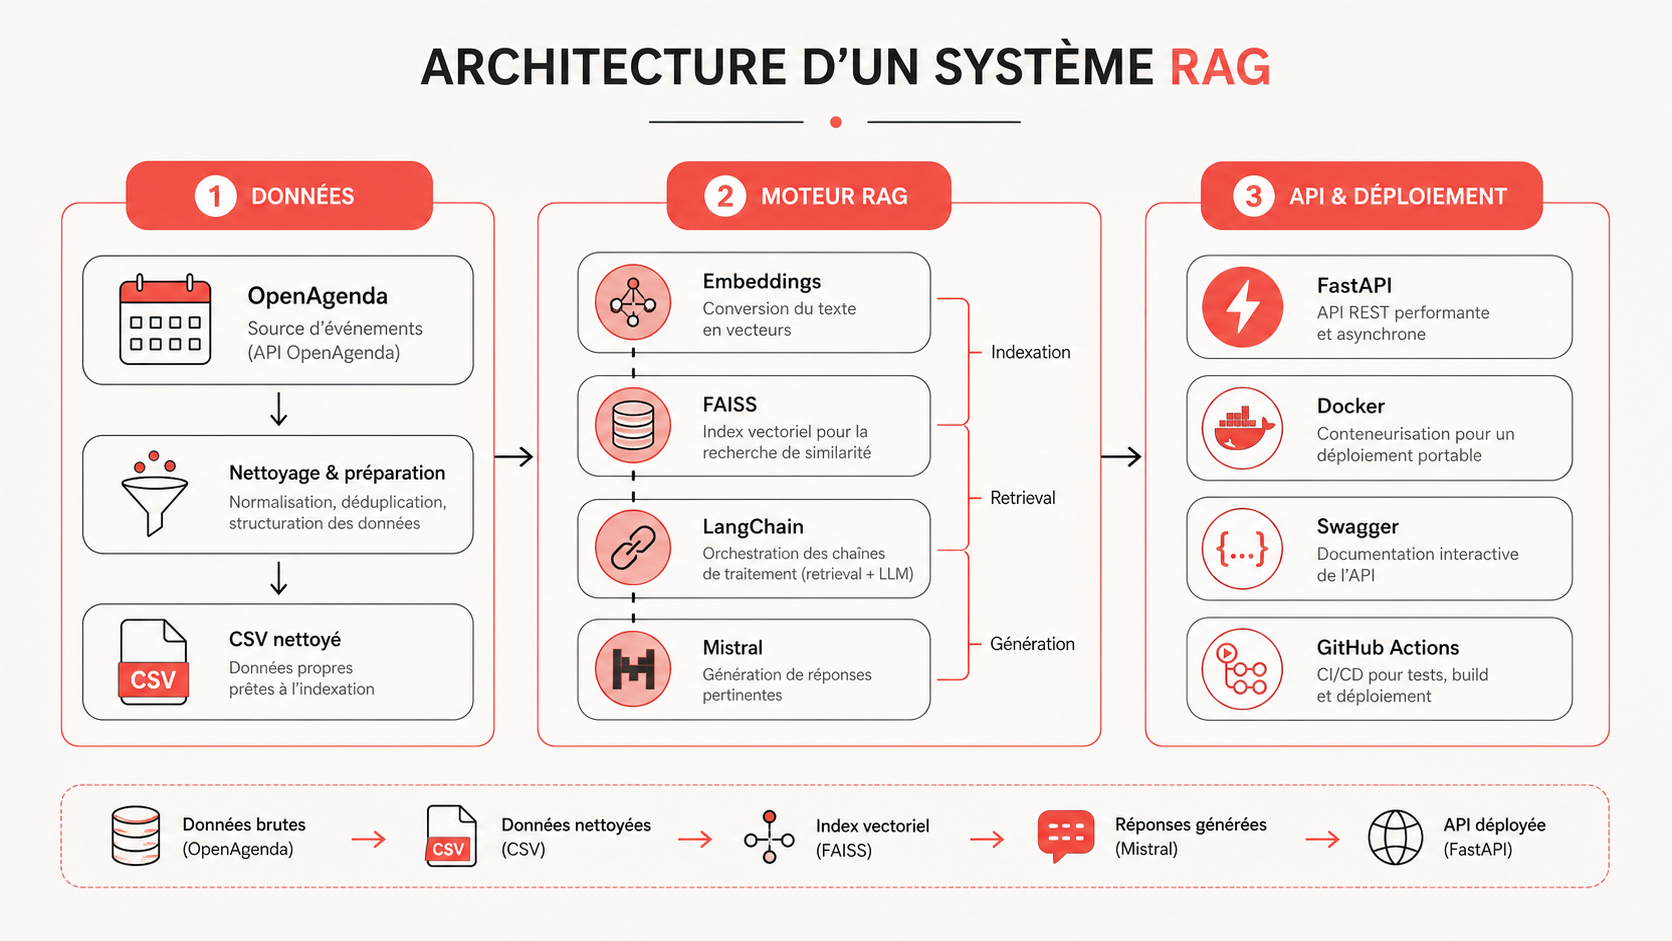 ARCHITECTURE D’UN SYSTÈME RAG
1 DONNÉES
OpenAgenda
Source d’événements
(API OpenAgenda)
Nettoyage & préparation
Normalisation, déduplication,
structuration des données
CSV
CSV nettoyé
Données propres
prêtes à l’indexation
2 MOTEUR RAG
Embeddings
Conversion du texte
en vecteurs
FAISS
Index vectoriel pour la
recherche de similarité
LangChain
Orchestration des chaînes
de traitement (retrieval + LLM)
Mistral
Génération de réponses
pertinentes
Indexation
Retrieval
Génération
3 API & DÉPLOIEMENT
FastAPI
API REST performante
et asynchrone
Docker
Conteneurisation pour un
déploiement portable
{...}
Swagger
Documentation interactive
de l’API
GitHub Actions
CI/CD pour tests, build
et déploiement
Données brutes
(OpenAgenda)
CSV
Données nettoyées
(CSV)
Index vectoriel
(FAISS)
Réponses générées
(Mistral)
API déployée
(FastAPI)